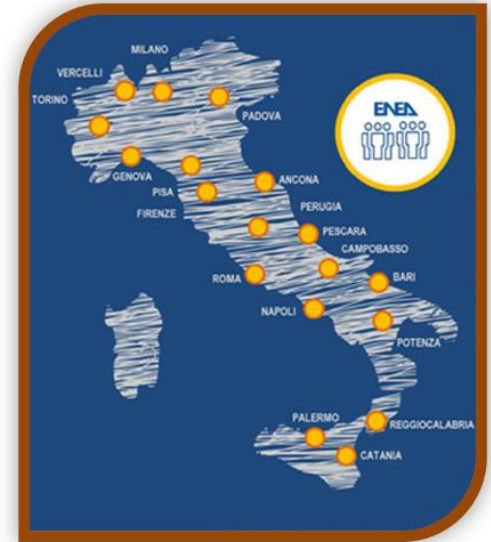 MILANO
VERCELLI
TORINO
PADOVA
ENEA
GENOVA
PISA
FIRENZE
ANCONA
PERUGIA
PESCARA
CAMPOBASSO
ROMA
BARI
NAPOLI
POTENZA
PALERMO
REGGIOCALABRIA
CATANIA